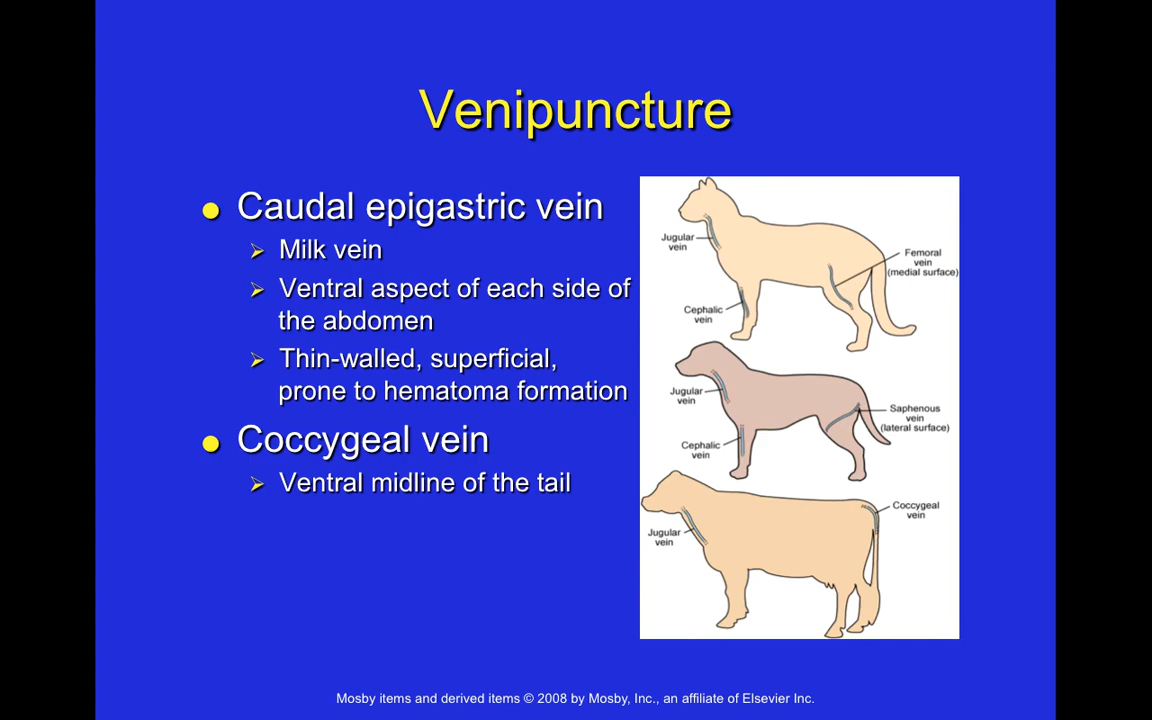 Venipuncture
Caudal epigastric vein
Milk vein
Ventral aspect of each side of
the abdomen
Thin-walled, superficial,
prone to hematoma formation
Coccygeal vein
Ventral midline of the tail
Jugular
vein
Femoral
vein
(medial surface)
Cephalic
vein
Jugular
vein
Saphenous
vein
(lateral surface)
Cephalic
vein
Coccygeal
vein
Jugular
vein
Mosby items and derived items © 2008 by Mosby, Inc., an affiliate of Elsevier Inc.